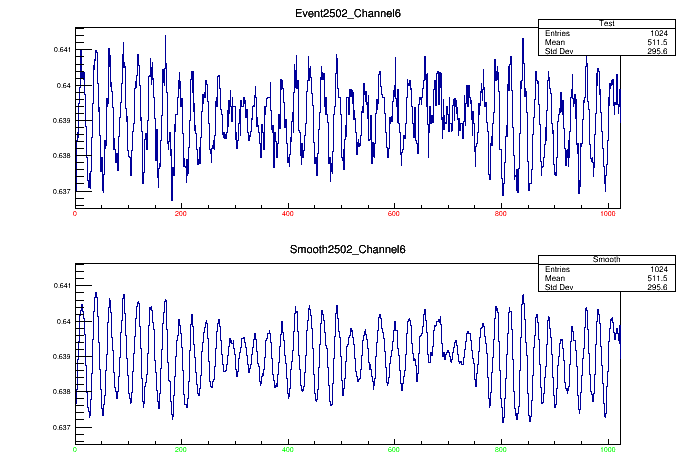 Event2502_Channel6
Test
Entries 1024
Mean 511.5
Std Dev 295.6
0.641
0.64
0.639
0.638
0.637
0 200 400 600 800 1000
Smooth2502_Channel6
Smooth
Entries 1024
Mean 511.5
Std Dev 295.6
0.641
0.64
0.639
0.638
0.637
0 200 400 600 800 1000